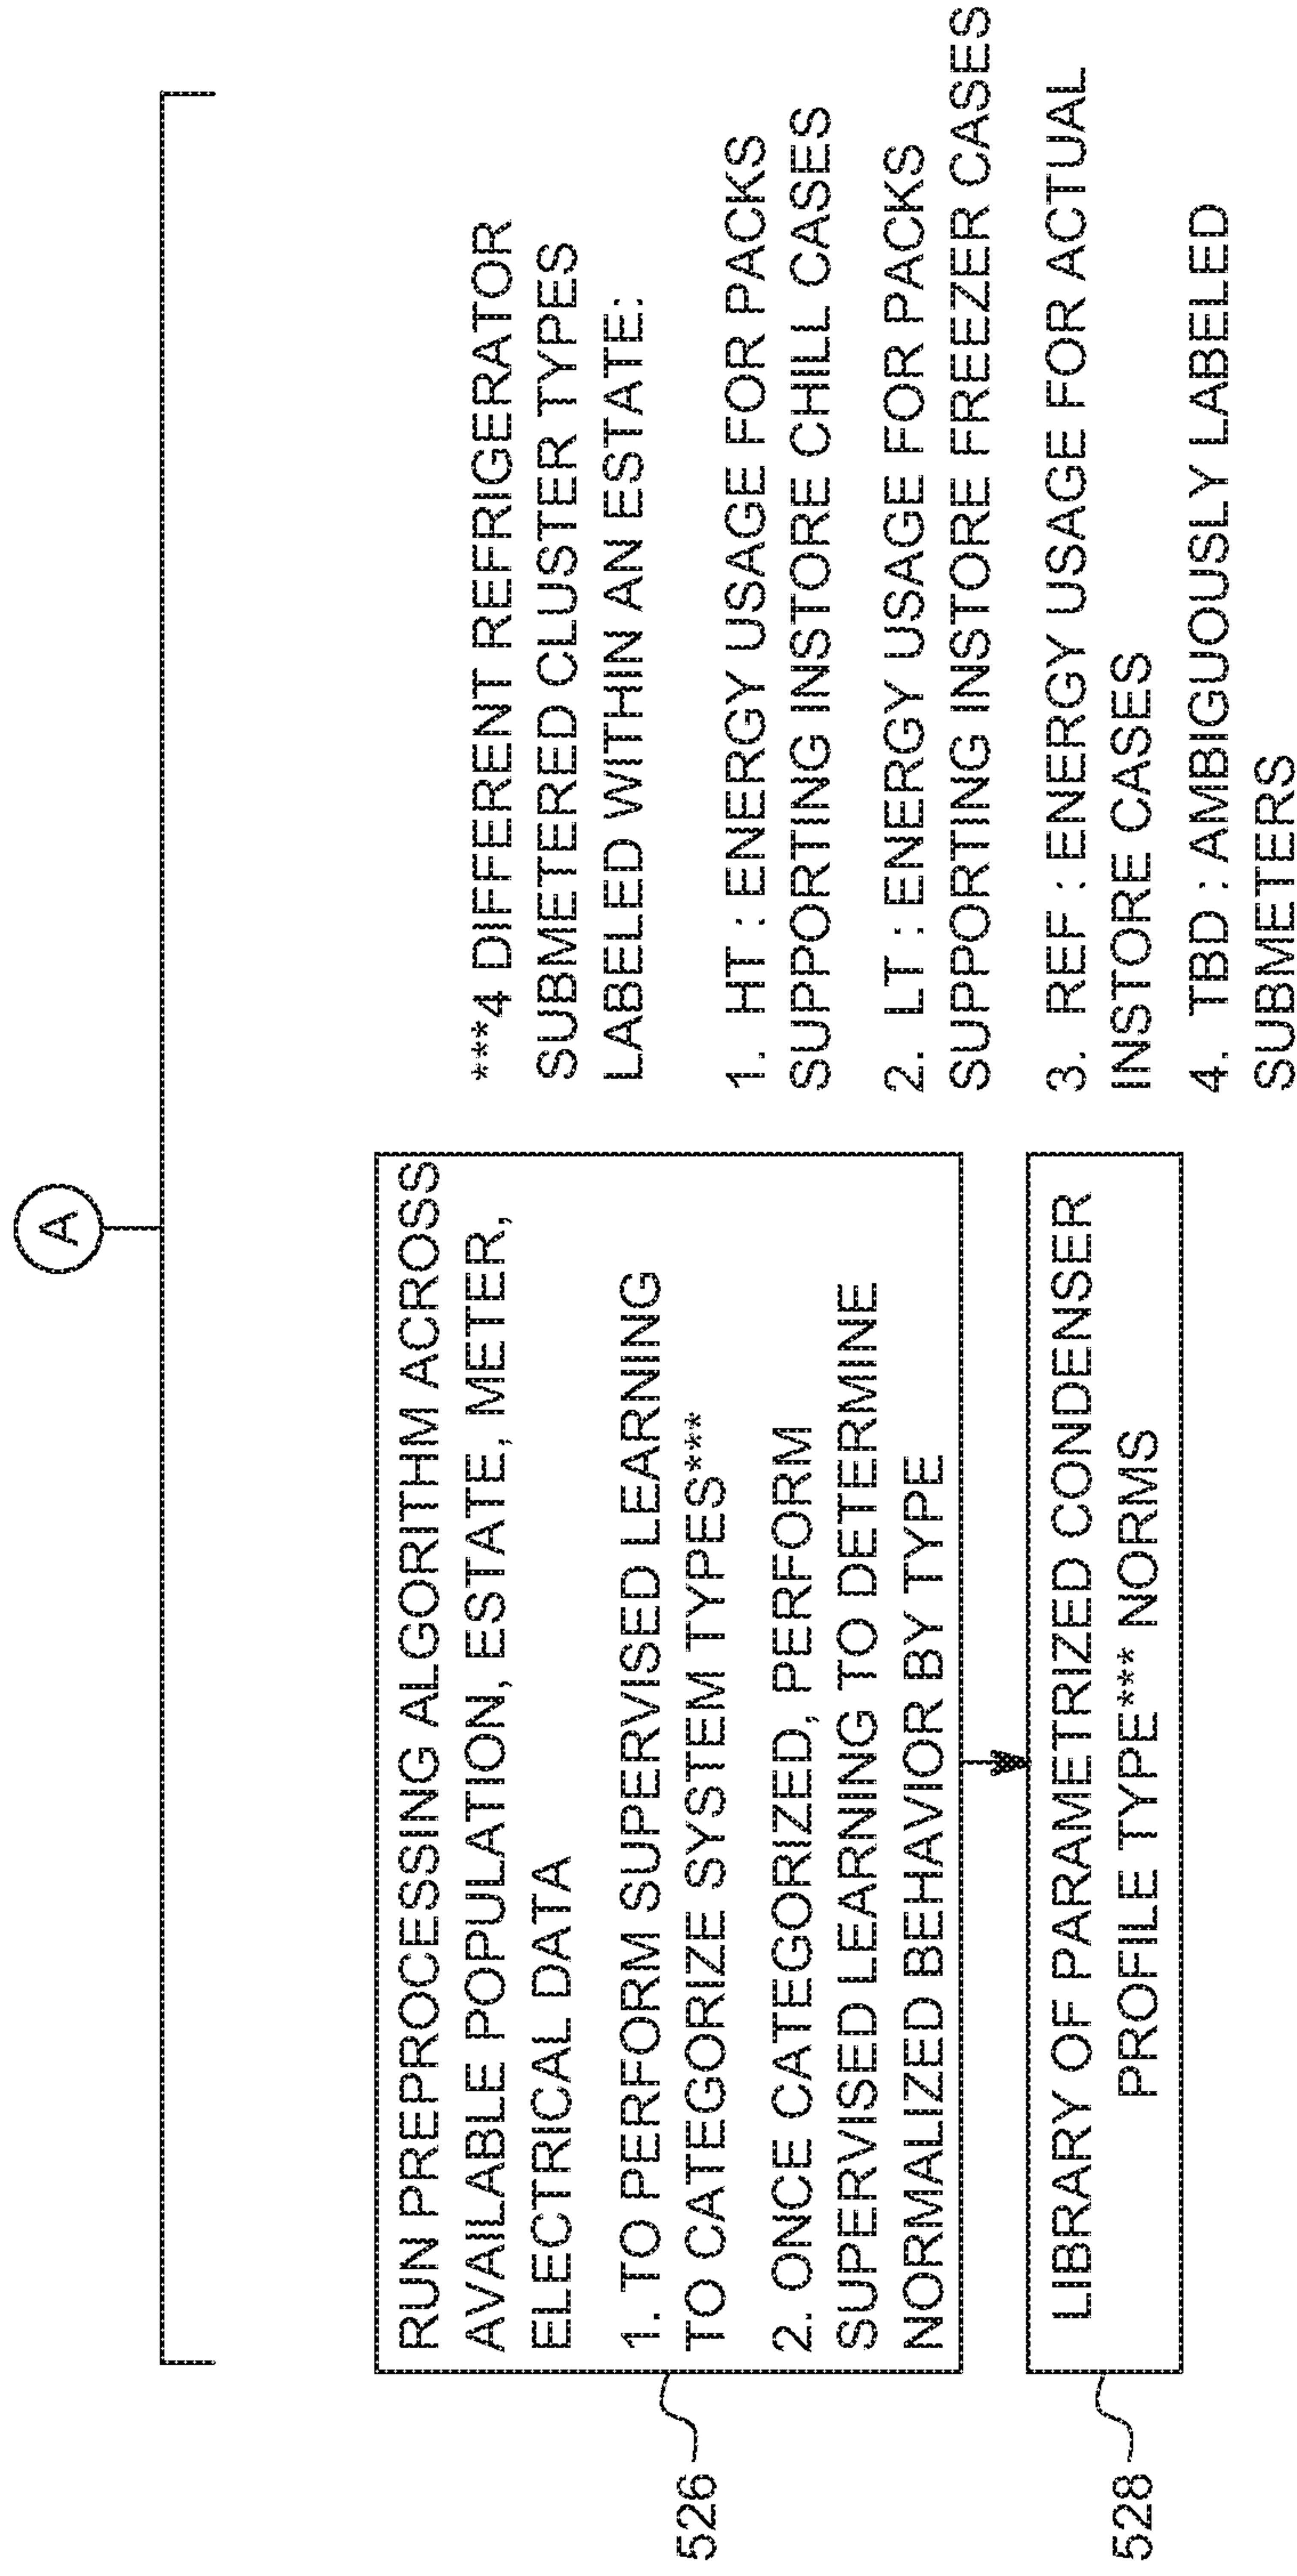 A
RUN PREPROCESSING ALGORITHM ACROSS
AVAILABLE POPULATION, ESTATE, METER,
ELECTRICAL DATA
1. TO PERFORM SUPERVISED LEARNING
TO CATEGORIZE SYSTEM TYPES***
2. ONCE CATEGORIZED, PERFORM
SUPERVISED LEARNING TO DETERMINE
NORMALIZED BEHAVIOR BY TYPE
526
LIBRARY OF PARAMETRIZED CONDENSER
PROFILE TYPE*** NORMS
528
***4 DIFFERENT REFRIGERATOR
SUBMETERED CLUSTER TYPES
LABELED WITHIN AN ESTATE:
1. HT : ENERGY USAGE FOR PACKS
SUPPORTING INSTORE CHILL CASES
2. LT : ENERGY USAGE FOR PACKS
SUPPORTING INSTORE FREEZER CASES
3. REF : ENERGY USAGE FOR ACTUAL
INSTORE CASES
4. TBD : AMBIGUOUSLY LABELED
SUBMETERS